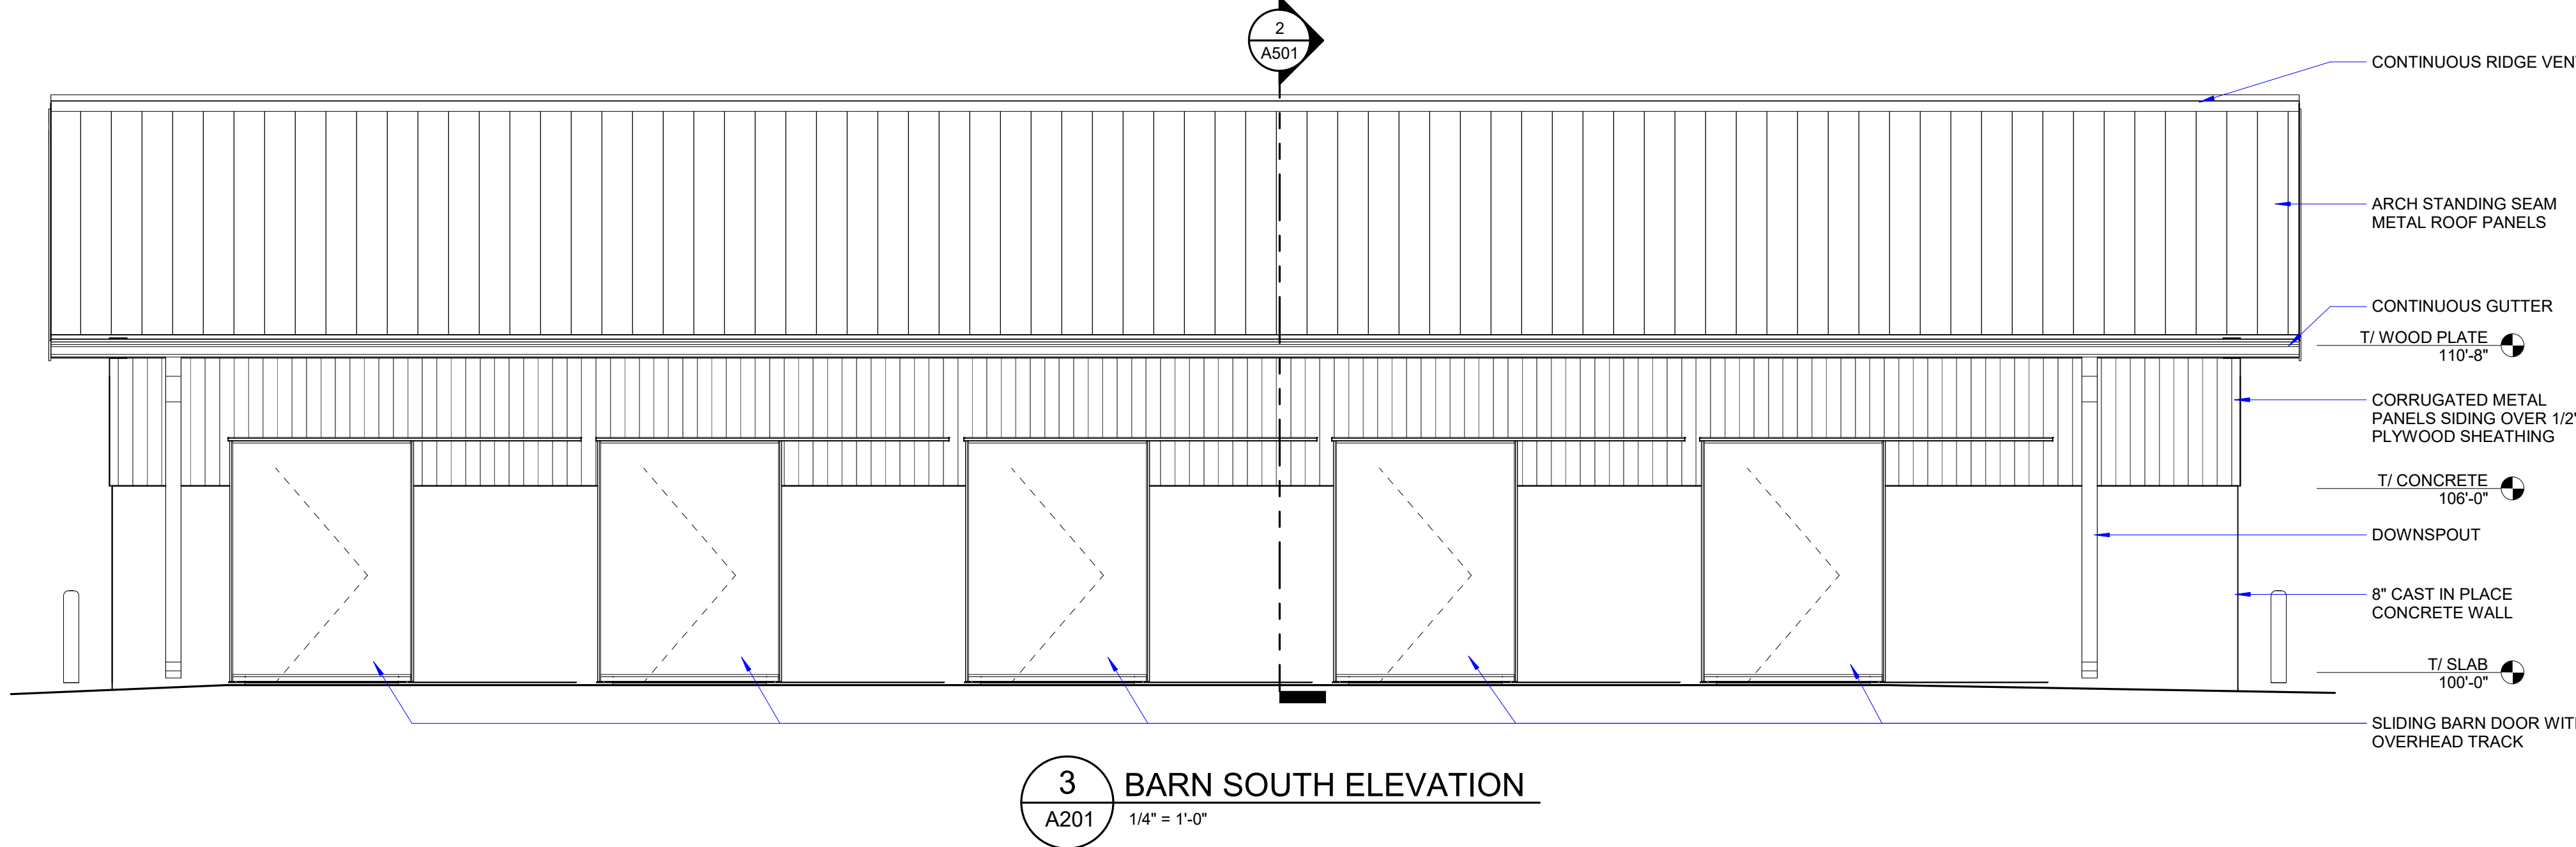 2
A501
CONTINUOUS RIDGE VEN
ARCH STANDING SEAM
METAL ROOF PANELS
CONTINUOUS GUTTER
T/ WOOD PLATE
110'-8"
CORRUGATED METAL
PANELS SIDING OVER 1/2"
PLYWOOD SHEATHING
T/ CONCRETE
106'-0"
DOWNSPOUT
8" CAST IN PLACE
CONCRETE WALL
T/ SLAB
100'-0"
SLIDING BARN DOOR WIT
OVERHEAD TRACK
3
A201
BARN SOUTH ELEVATION
1/4" = 1'-0"